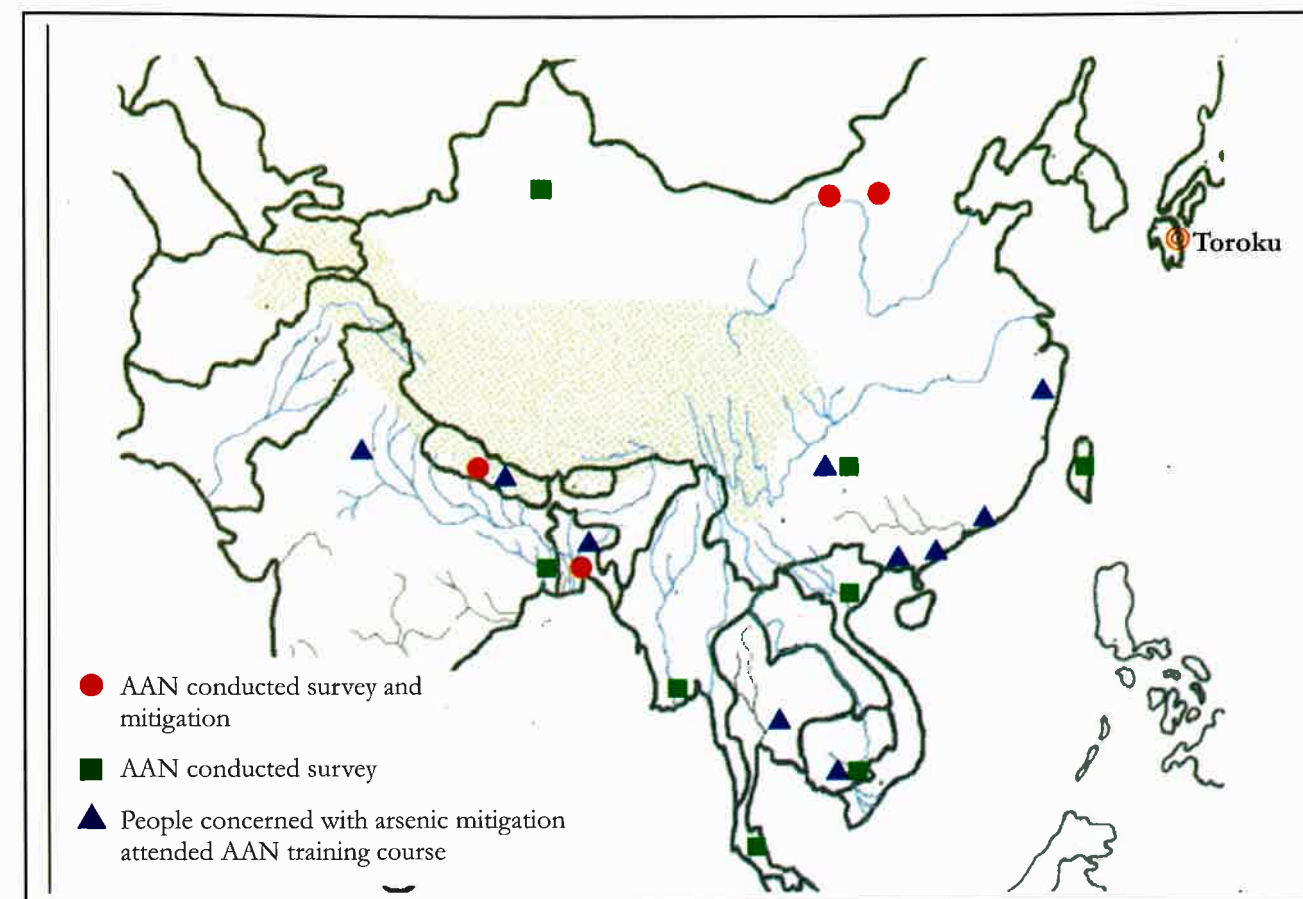 Toroku
AAN conducted survey and
mitigation
AAN conducted survey
People concerned with arsenic mitigation
attended AAN training course